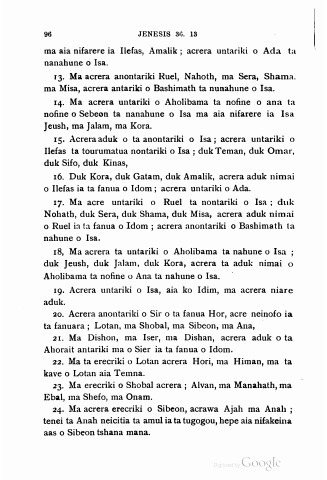 96 JENESIS 36. 13
ma aia nifarere ia Ilefas, Amalik; acrera untariki o Ada ta
nanahune o Isa.
13. Ma acrera anontariki Ruel, Nahoth, ma Sera, Shama.
ma Misa, acrera antariki o Bashimath ta nunahune o Isa.
14. Ma acrera untariki o Aholibama ta nofine o ana ta
nofine o Sebeon ta nanahune o Isa ma aia nifarere ia Isa
Jeush, ma Jalam, ma Kora.
15. Acrera aduk o ta anontariki o Isa; acrera untariki o
Ilefas ta tourumatua nontariki o Isa; duk Teman, duk Omar,
duk Sifo, duk Kinas,
16. Duk Kora, duk Gatam, duk Amalik, acrera aduk nimai
o Ilefas ia ta fanua o Idom; acrera untariki o Ada.
17. Ma acre untariki o Ruel ta nontariki o Isa; duk
Nohath, duk Sera, duk Shama, duk Misa, acrera aduk nimai
o Ruel ia ta fanua o Idom; acrera anontariki o Bashimath ta
nahune o Isa.
18, Ma acrera ta untariki o Aholibama ta nahune o Isa;
duk Jeush, duk Jalam, duk Kora, acrera ta aduk nimai o
Aholibama ta nofine o Ana ta nahune o Isa.
19. Acrera untariki o Isa, aia ko Idim, ma acrera niare
aduk.
20. Acrera anontariki o Sir o ta fanua Hor, acre neinofo ia
ta fanuara; Lotan, ma Shobal, ma Sibeon, ma Ana,
21. Ma Dishon, ma Iser, ma Dishan, acrera aduk o ta
Ahorait antariki ma o Sier ia ta fanua o Idom.
22. Ma ta erecriki o Lotan acrera Hori, ma Himan, ma ta
kave o Lotan aia Temna.
23. Ma erecriki o Shobal acrera; Alvan, ma Manahath, ma
Ebal, ma Shefo, ma Onam.
24. Ma acrera erecriki o Sibeon, acrawa Ajah ma Anah;
tenei ta Anah neicitia ta amul ia ta tugogou, hepe aia nifakeina
aas o Sibeon tshana mana.
Digitized by Google